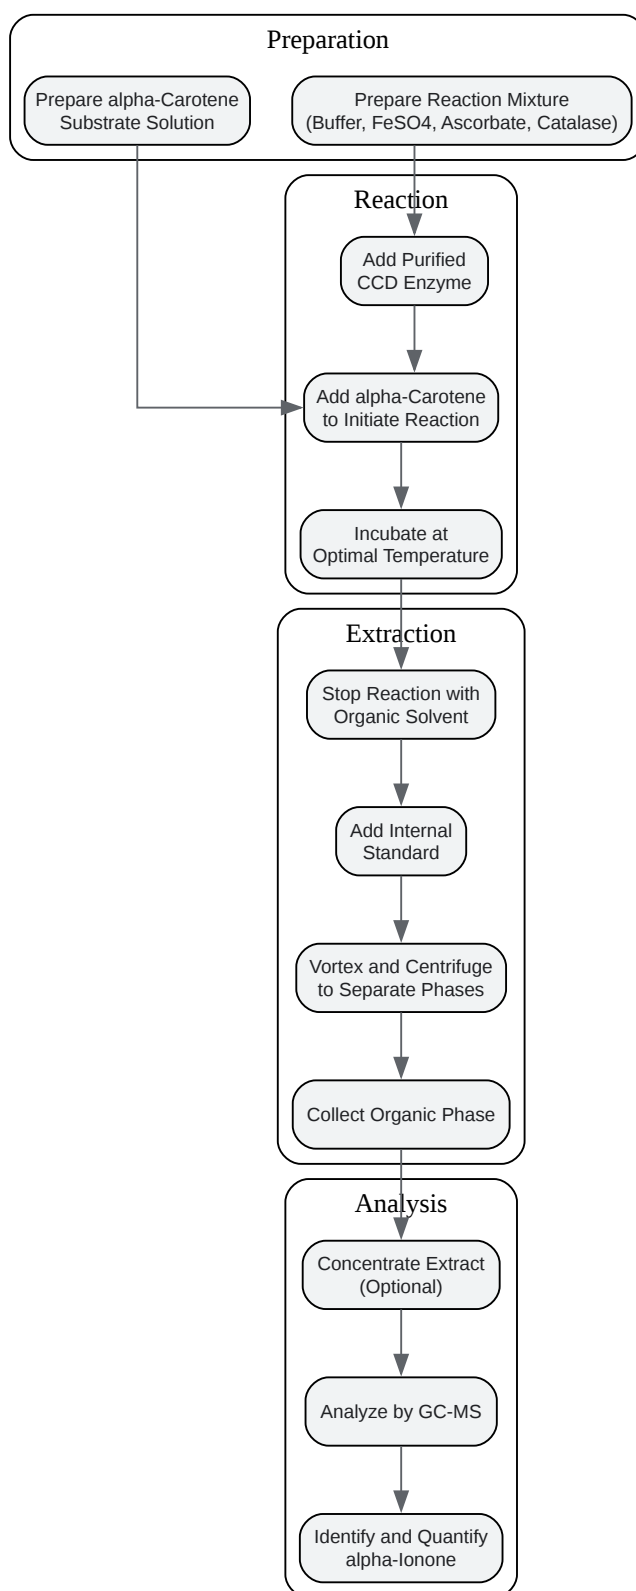 Preparation
Prepare alpha-Carotene
Substrate Solution
Prepare Reaction Mixture
(Buffer, FeSO4, Ascorbate, Catalase)
Reaction
Add Purified
CCD Enzyme
Add alpha-Carotene
to Initiate Reaction
Incubate at
Optimal Temperature
Extraction
Stop Reaction with
Organic Solvent
Add Internal
Standard
Vortex and Centrifuge
to Separate Phases
Collect Organic Phase
Analysis
Concentrate Extract
(Optional)
Analyze by GC-MS
Identify and Quantify
alpha-Ionone